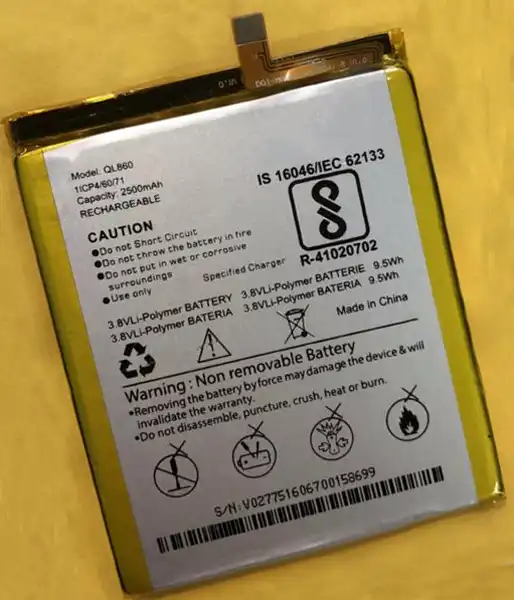 Model: QL860
1ICP4/60/71
Capacity: 2500mAh
RECHARGEABLE
IS 16046/IEC 62133
R-41020702
CAUTION
●Do not Short Circuit
●Do not throw the battery in fire
●Do not put in wet or corrosive
surroundings
●Use only Specified Charger
3.8VLi-Polymer BATTERY 3.8VLi-Polymer BATTERIE 9.5Wh
3.8VLi-Polymer BATERIA 3.8VLi-Polymer BATERIA 9.5Wh
Made in China
Warning : Non removable Battery
•Removing the battery by force may damage the device & will
invalidate the warranty.
•Do not disassemble, puncture, crush, heat or burn.
S/N:V027751606700158699